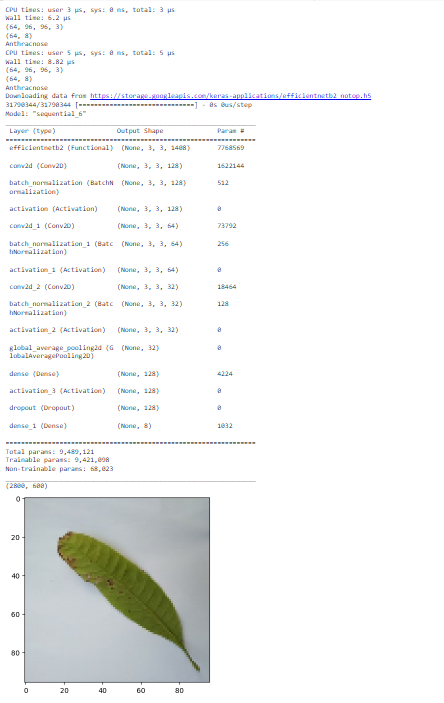 CPU times: user 3 µs, sys: 0 ns, total: 3 µs
Wall time: 6.2 µs
(64, 96, 96, 3)
(64, 8)
Anthracnose
CPU times: user 5 µs, sys: 0 ns, total: 5 µs
Wall time: 8.82 µs
(64, 96, 96, 3)
(64, 8)
Anthracnose
Downloading data from https://storage.googleapis.com/keras-applications/efficientnetb2_notop.h5
31790344/31790344 [==============================] - 0s 0us/step
Model: "sequential_6"
Layer (type) Output Shape Param #
efficientnetb2 (Functional) (None, 3, 3, 1408) 7768569
conv2d (Conv2D) (None, 3, 3, 128) 1622144
batch_normalization (BatchN (None, 3, 3, 128) 512
ormalization)
activation (Activation) (None, 3, 3, 128) 0
conv2d_1 (Conv2D) (None, 3, 3, 64) 73792
batch_normalization_1 (Batc (None, 3, 3, 64) 256
hNormalization)
activation_1 (Activation) (None, 3, 3, 64) 0
conv2d_2 (Conv2D) (None, 3, 3, 32) 18464
batch_normalization_2 (Batc (None, 3, 3, 32) 128
hNormalization)
activation_2 (Activation) (None, 3, 3, 32) 0
global_average_pooling2d (G (None, 32) 0
lobalAveragePooling2D)
dense (Dense) (None, 128) 4224
activation_3 (Activation) (None, 128) 0
dropout (Dropout) (None, 128) 0
dense_1 (Dense) (None, 8) 1032
Total params: 9,489,121
Trainable params: 9,421,098
Non-trainable params: 68,023
(2800, 600)
0
20
40
60
80
0 20 40 60 80